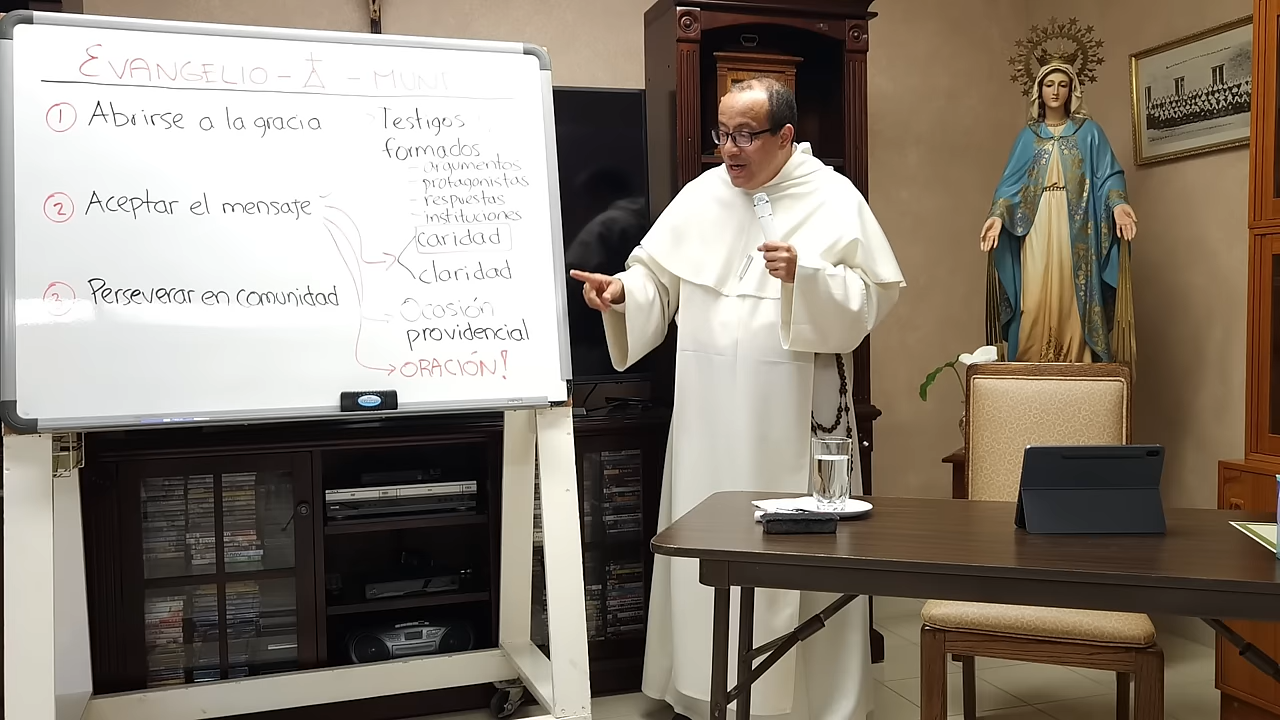 EVANGELIO - - MUNI
① Abrirse a la gracia
② Aceptar el mensaje
③ Perseverar en comunidad
Testigos
formados
- argumentos
- protagonistas
- respuestas
- instituciones
caridad
claridad
Ocasión
providencial
ORACIÓN!